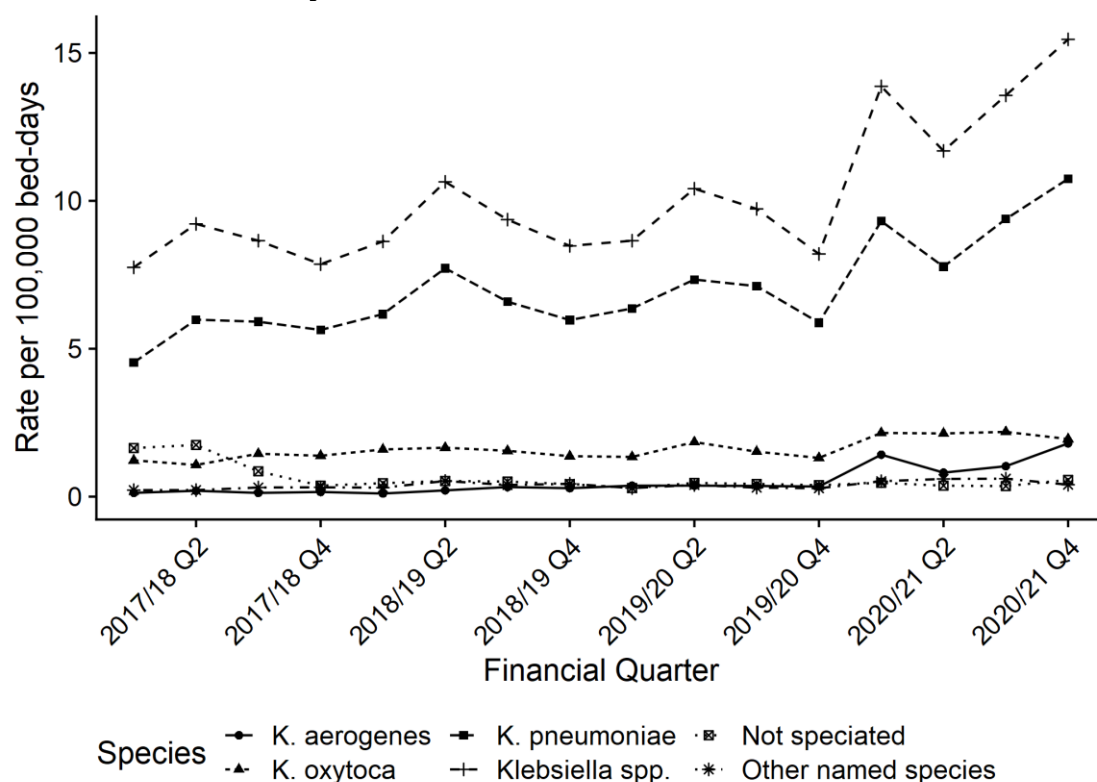 Rate per 100,000 bed-days
15
10
5
0
2017/18 Q2
2017/18 Q4
2018/19 Q2
2018/19 Q4
2019/20 Q2
2019/20 Q4
2020/21 Q2
2020/21 Q4
Financial Quarter
Species
K. aerogenes K. pneumoniae Not speciated
K. oxytoca Klebsiella spp. Other named species